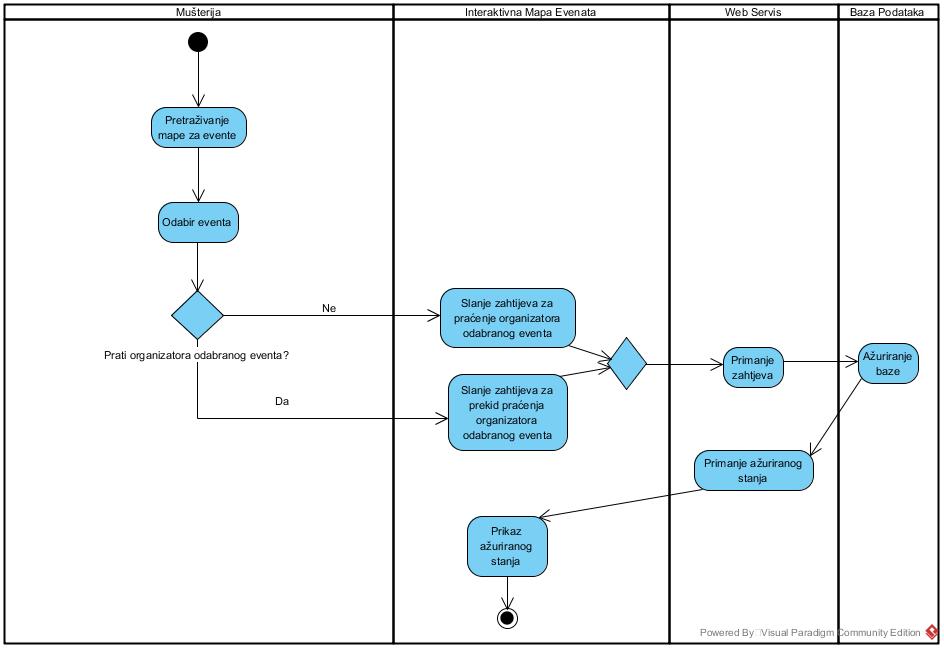 Mušterija
Interaktivna Mapa Evenata
Web Servis
Baza Podataka
Pretraživanje
mape za evente
Odabir eventa
Ne
Prati organizatora odabranog eventa?
Da
Slanje zahtijeva za
praćenje organizatora
odabranog eventa
Slanje zahtijeva za
prekid praćenja
organizatora
odabranog eventa
Primanje
zahtjeva
Ažuriranje
baze
Primanje ažuriranog
stanja
Prikaz
ažuriranog
stanja
Powered By Visual Paradigm Community Edition